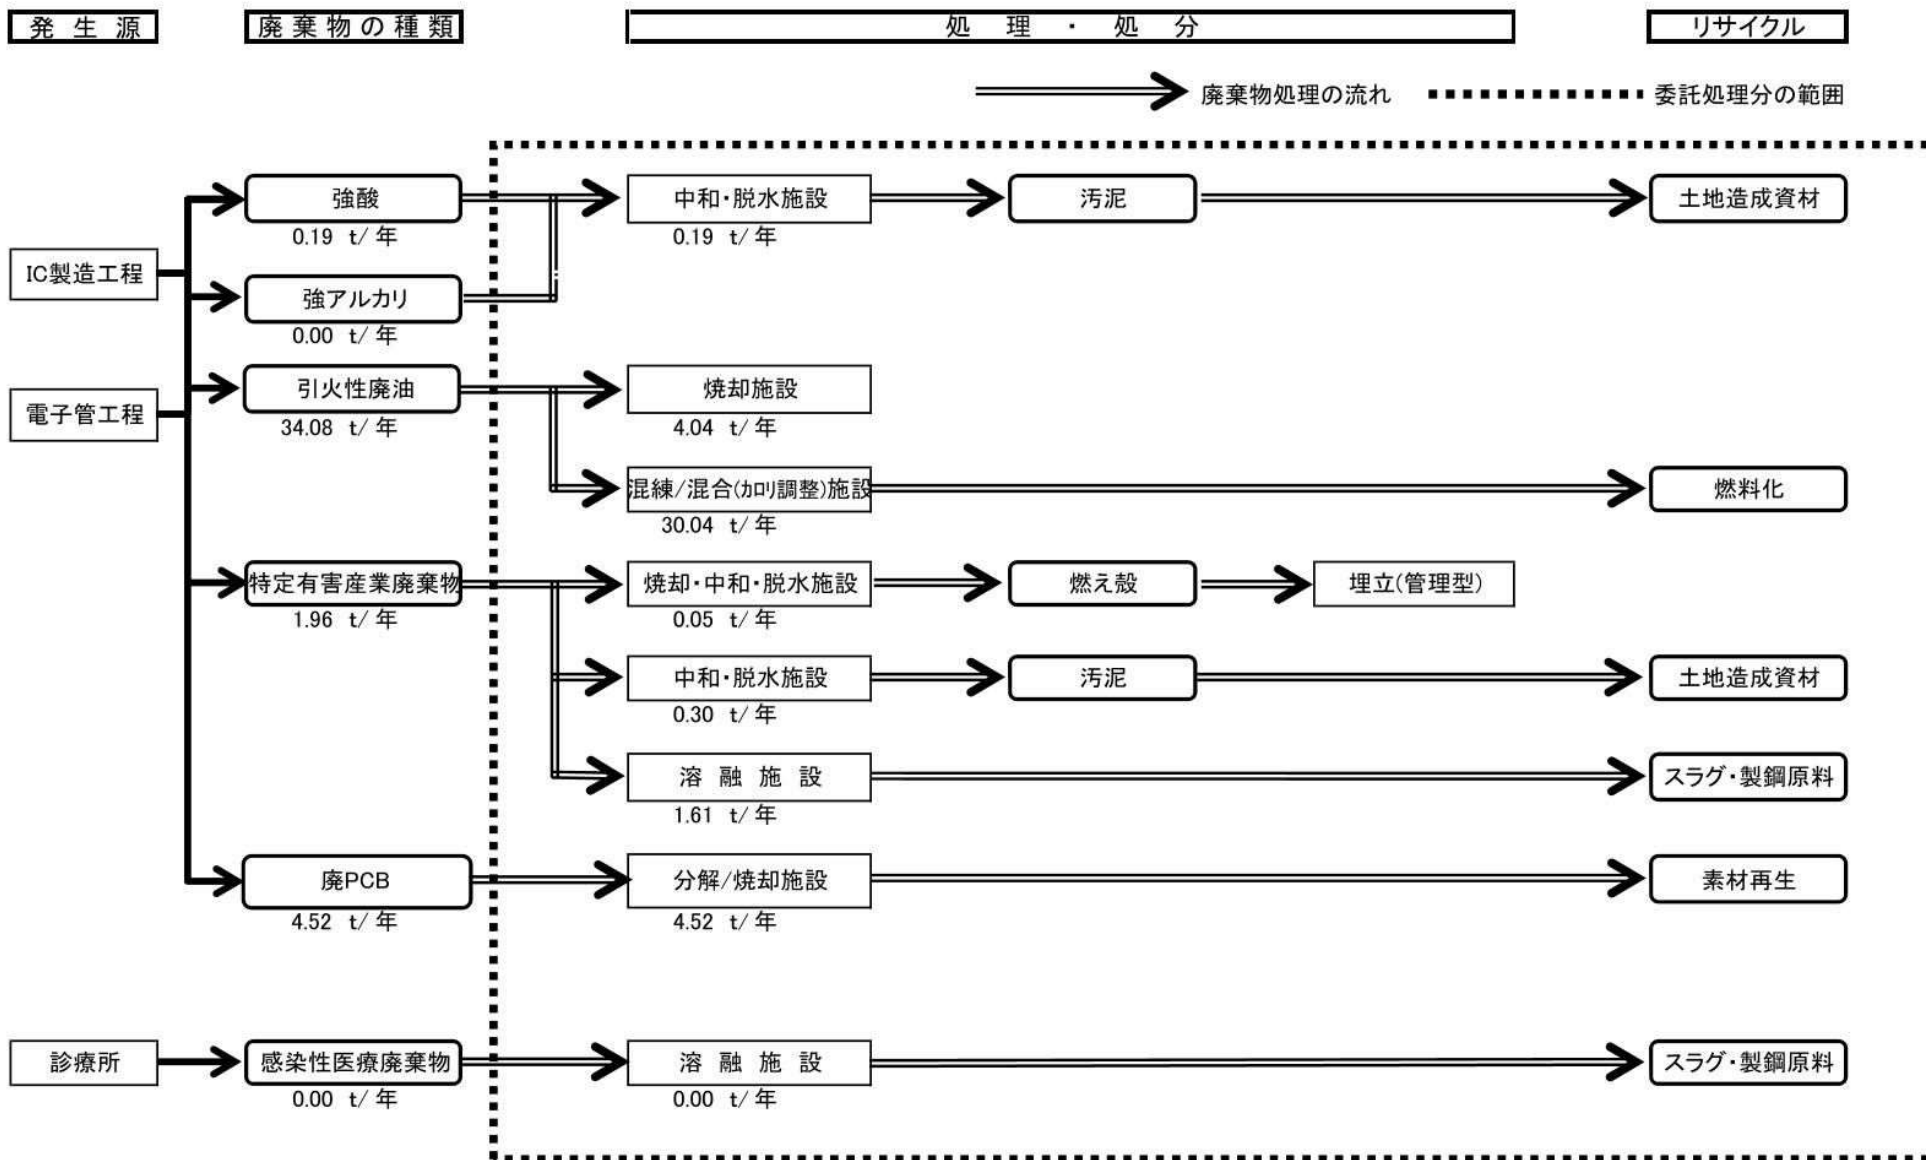 発生源
廃棄物の種類
処理・処分
リサイクル
廃棄物処理の流れ
委託処理分の範囲
強酸
中和・脱水施設
汚泥
土地造成資材
0.19 t/年
0.19 t/年
IC製造工程
強アルカリ
0.00 t/年
引火性廃油
焼却施設
電子管工程
34.08 t/年
4.04 t/年
混練/混合(カロリ調整)施設
燃料化
30.04 t/年
特定有害産業廃棄物
焼却・中和・脱水施設
燃え殻
埋立(管理型)
1.96 t/年
0.05 t/年
中和・脱水施設
汚泥
土地造成資材
0.30 t/年
溶融施設
スラグ・製鋼原料
1.61 t/年
廃PCB
分解/焼却施設
素材再生
4.52 t/年
4.52 t/年
診療所
感染性医療廃棄物
溶融施設
スラグ・製鋼原料
0.00 t/年
0.00 t/年